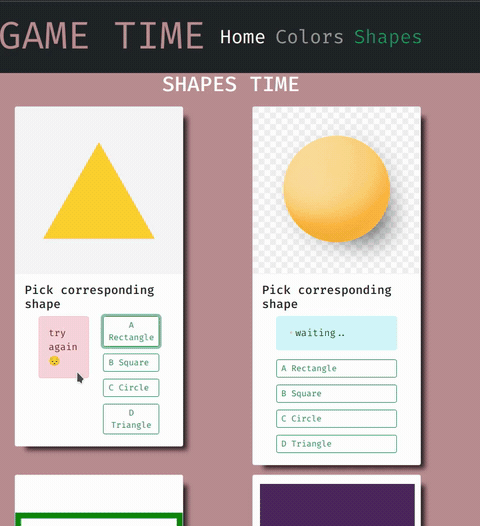 GAME TIME Home Colors Shapes
SHAPES TIME
Pick corresponding
shape
try
again
😔
A
Rectangle
B Square
C Circle
D
Triangle
Pick corresponding
shape
waiting..
A Rectangle
B Square
C Circle
D Triangle